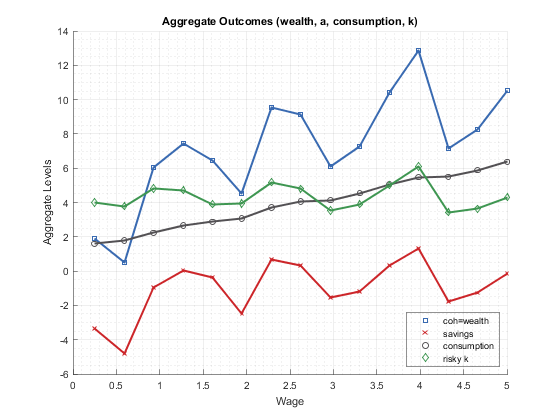 Aggregate Outcomes (wealth, a, consumption, k)
14
12
10
8
6
4
2
0
-2
-4
-6
Aggregate Levels
0 0.5 1 1.5 2 2.5 3 3.5 4 4.5 5
Wage
coh=wealth
savings
consumption
risky k